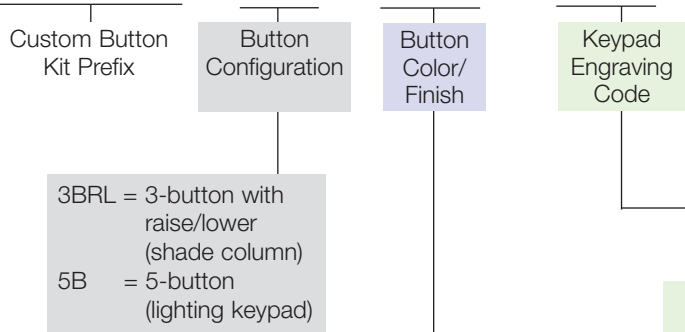 Custom Button
Kit Prefix
Button
Configuration
Button
Color/
Finish
Keypad
Engraving
Code
3BRL = 3-button with
raise/lower
(shade column)
5B = 5-button
(lighting keypad)